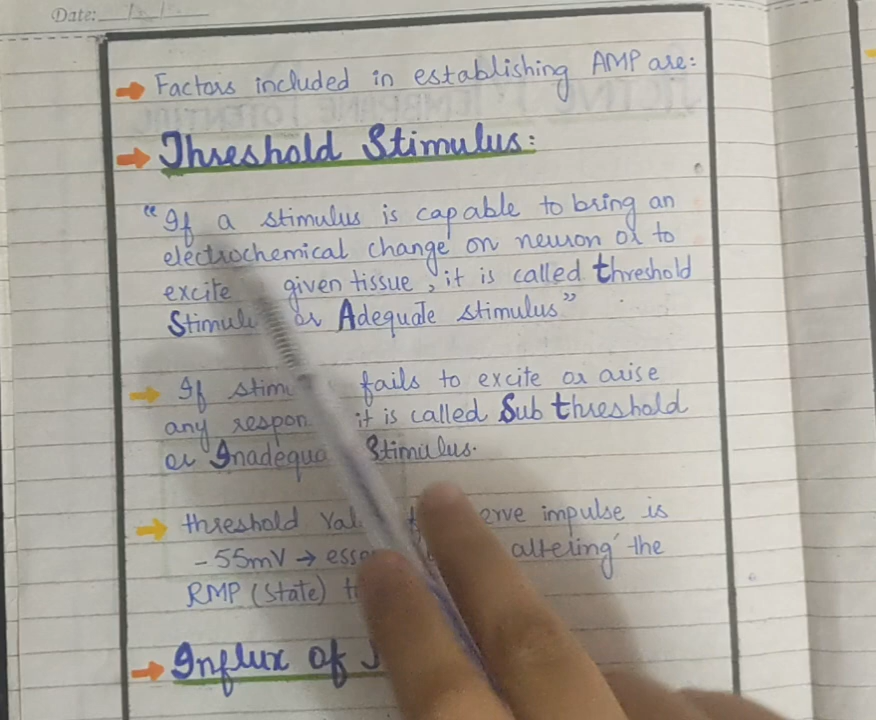 Date: / /
Factors included in establishing AMP are:
Threshold Stimulus:
"If a stimulus is capable to bring an
electrochemical change on neuron or to
excite given tissue, it is called threshold
Stimul or Adequate stimulus"
If stim fails to excite or arise
any respon it is called Sub threshold
or Inadequa Stimulus.
threshold Val erve impulse is
-55mV → esse altering the
RMP (State) t
Influx of